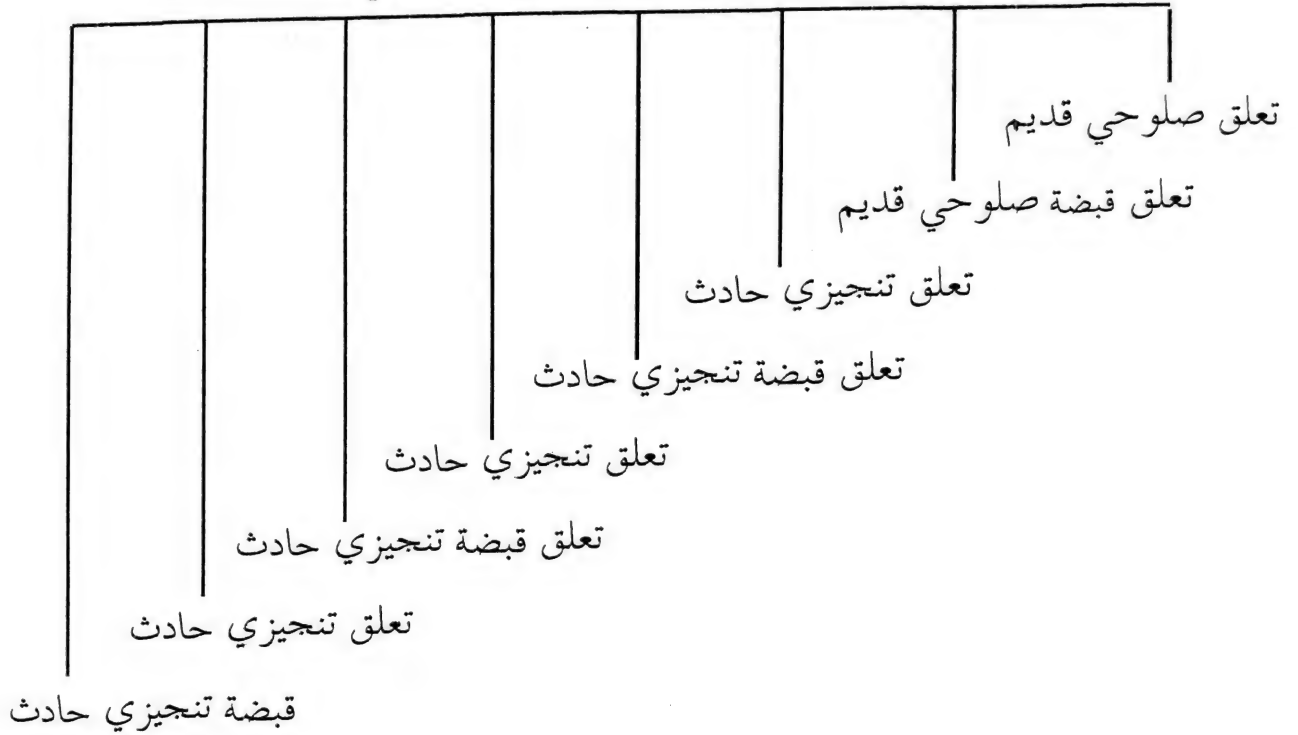 تعلق صلوحي قديم
تعلق قبضة صلوحي قديم
تعلق تنجيزي حادث
تعلق قبضة تنجيزي حادث
تعلق تنجيزي حادث
تعلق قبضة تنجيزي حادث
تعلق تنجيزي حادث
قبضة تنجيزي حادث